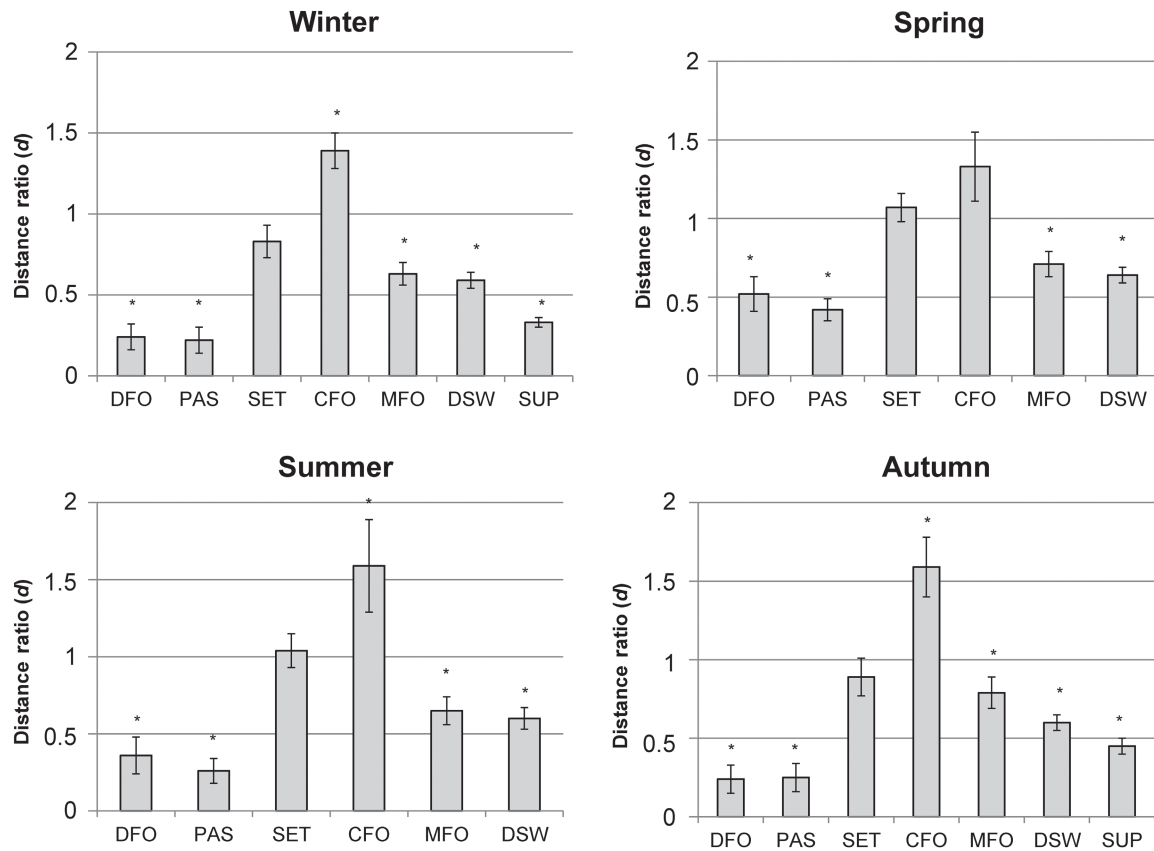 Winter
Distance ratio (d)
2
1.5
1
0.5
0
* * * * * *
DFO PAS SET CFO MFO DSW SUP
Spring
Distance ratio (d)
2
1.5
1
0.5
0
* * * *
DFO PAS SET CFO MFO DSW
Summer
Distance ratio (d)
2
1.5
1
0.5
0
* * * * *
DFO PAS SET CFO MFO DSW
Autumn
Distance ratio (d)
2
1.5
1
0.5
0
* * * * * *
DFO PAS SET CFO MFO DSW SUP